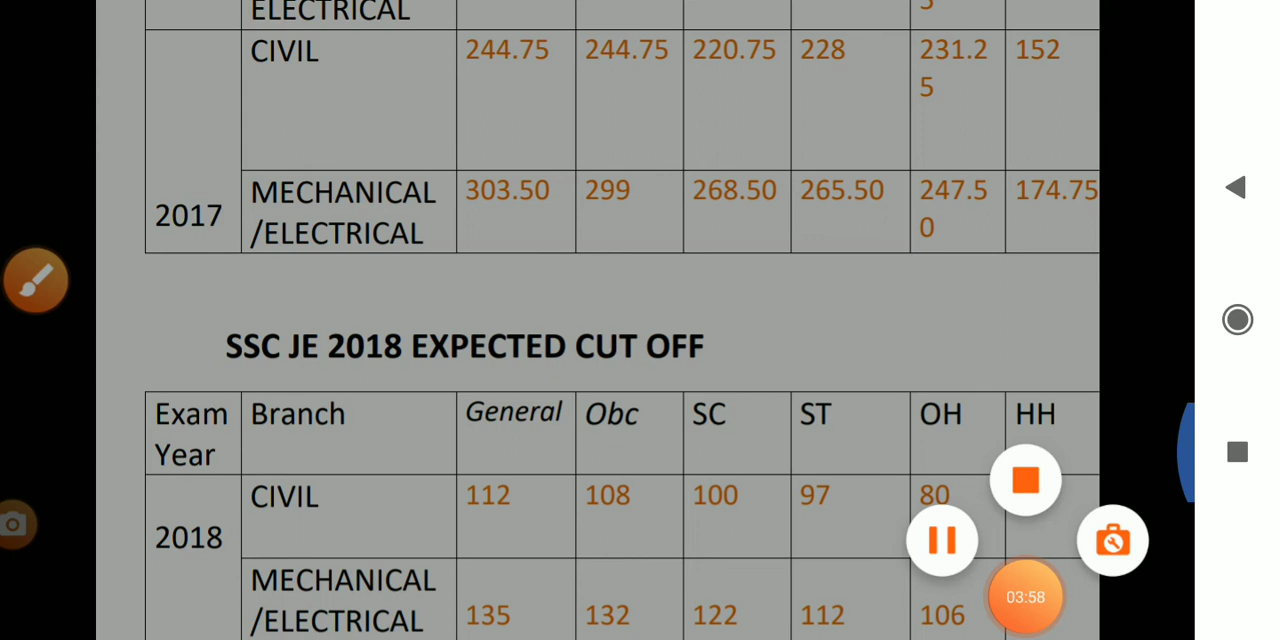 ELECTRICAL 5
CIVIL 244.75 244.75 220.75 228 231.2 152
5
MECHANICAL 303.50 299 268.50 265.50 247.5 174.75
2017 /ELECTRICAL 0
SSC JE 2018 EXPECTED CUT OFF
Exam Branch General Obc SC ST OH HH
Year
CIVIL 112 108 100 97 80
2018
MECHANICAL
/ELECTRICAL 135 132 122 112 106
03:58